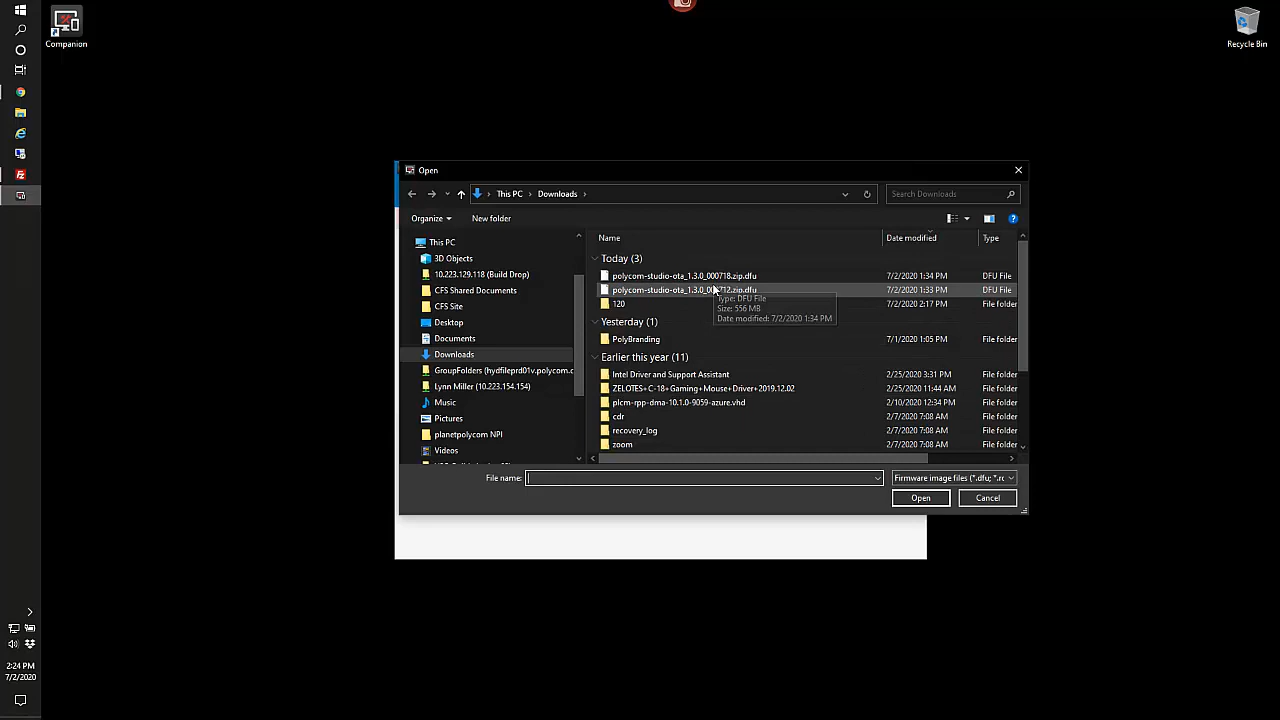 Companion
Recycle Bin
Open
This PC
Downloads
Search Downloads
Organize
New folder
This PC
3D Objects
10.223.129.118 (Build Drop)
CFS Shared Documents
CFS Site
Desktop
Documents
Downloads
GroupFolders (hydfileprd01v.polycom.c
Lynn Miller (10.223.154.154)
Music
Pictures
planetpolycom NPI
Videos
Name Date modified Type
Today (3)
polycom-studio-ota_1.3.0_000718.zip.dfu 7/2/2020 1:34 PM DFU File
polycom-studio-ota_1.3.0_000712.zip.dfu 7/2/2020 1:33 PM DFU File
Type: DFU File
Size: 556 MB
Date modified: 7/2/2020 1:34 PM
120 7/2/2020 2:17 PM File folder
Yesterday (1)
PolyBranding 7/1/2020 1:05 PM File folder
Earlier this year (11)
Intel Driver and Support Assistant 2/25/2020 3:31 PM File folder
ZELOTES+C-18+Gaming+Mouse+Driver+2019.12.02 2/25/2020 11:44 AM File folder
plcm-rpp-dma-10.1.0-9059-azure.vhd 2/10/2020 12:34 PM File folder
cdr 2/7/2020 7:08 AM File folder
recovery_log 2/7/2020 7:08 AM File folder
zoom 2/7/2020 7:08 AM File folder
File name:
Firmware image files (*.dfu; *.rc
Open
Cancel
2:24 PM
7/2/2020